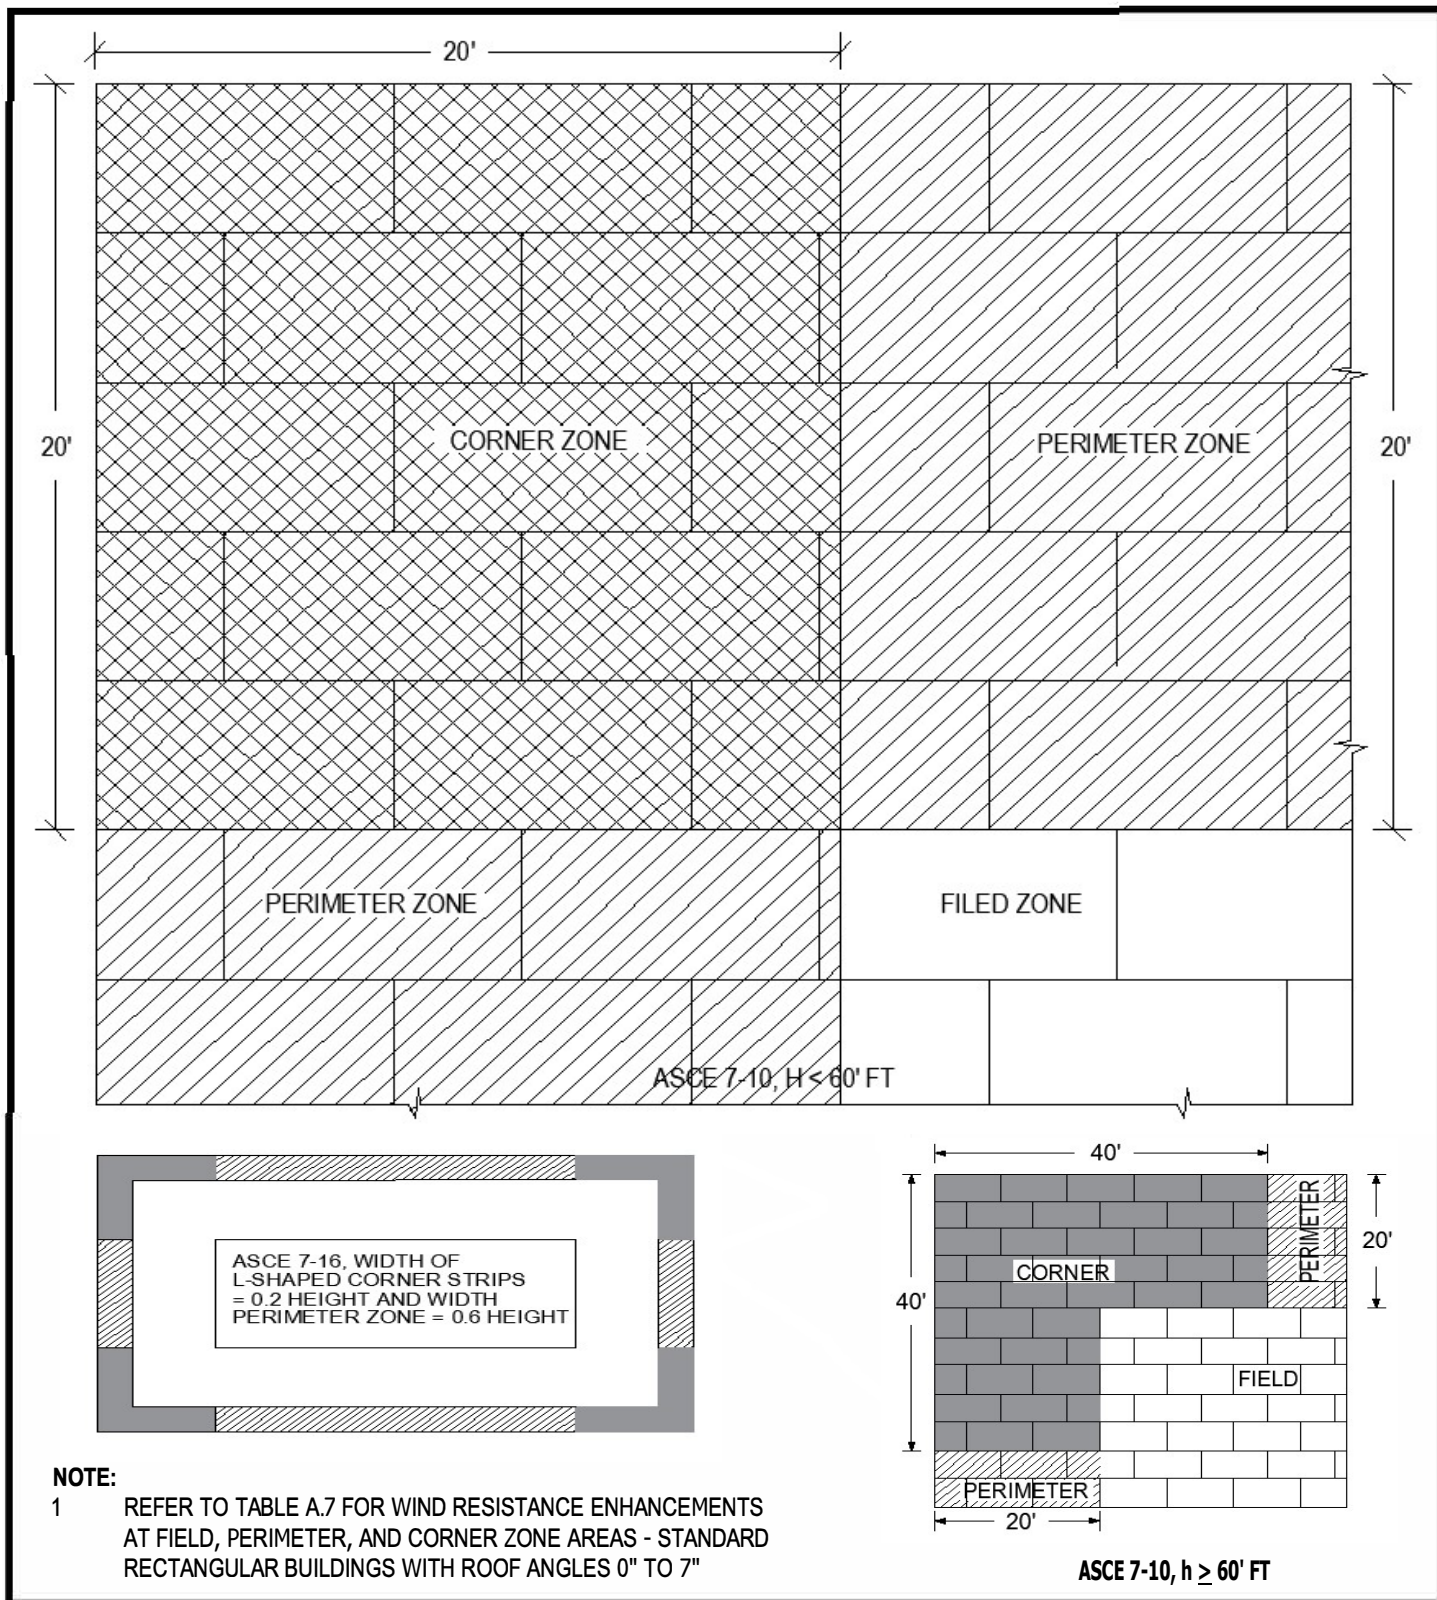 20'
20'
CORNER ZONE
PERIMETER ZONE
20'
PERIMETER ZONE
FILED ZONE
ASCE 7-10, H < 60' FT
ASCE 7-16, WIDTH OF
L-SHAPED CORNER STRIPS
= 0.2 HEIGHT AND WIDTH
PERIMETER ZONE = 0.6 HEIGHT
40'
PERIMETER
20'
CORNER
40'
FIELD
PERIMETER
20'
ASCE 7-10, h ≥ 60' FT
NOTE:
1 REFER TO TABLE A.7 FOR WIND RESISTANCE ENHANCEMENTS
AT FIELD, PERIMETER, AND CORNER ZONE AREAS - STANDARD
RECTANGULAR BUILDINGS WITH ROOF ANGLES 0" TO 7"